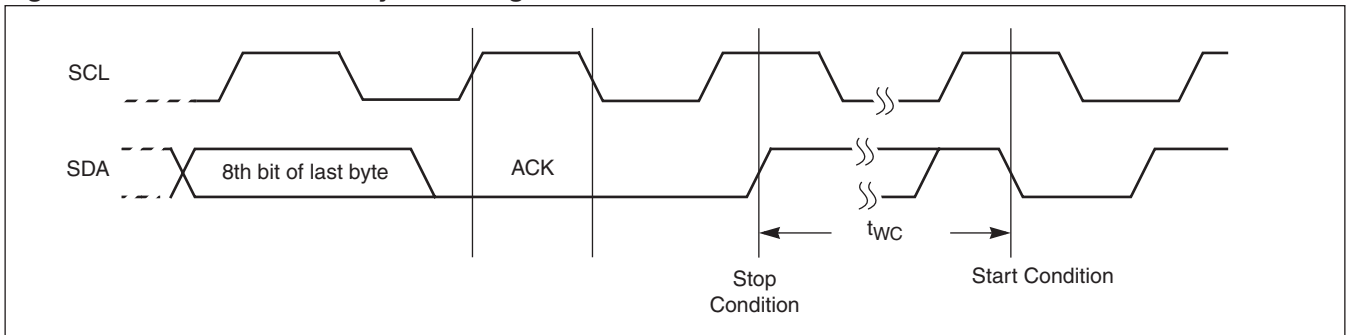 SCL
SDA
8th bit of last byte
ACK
tWC
Stop
Condition
Start Condition